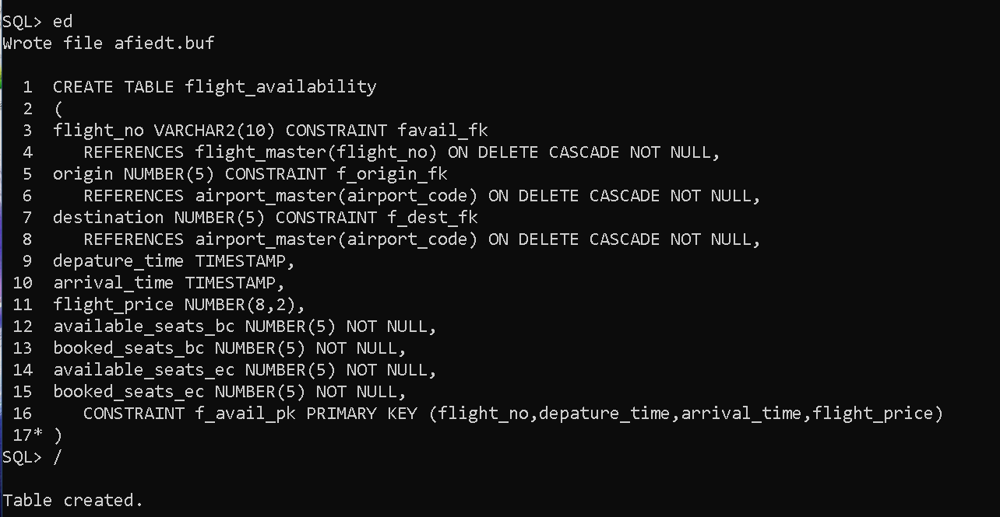 SQL> ed
Wrote file afiedt.buf
1 CREATE TABLE flight_availability
2 (
3 flight_no VARCHAR2(10) CONSTRAINT favail_fk
4 REFERENCES flight_master(flight_no) ON DELETE CASCADE NOT NULL,
5 origin NUMBER(5) CONSTRAINT f_origin_fk
6 REFERENCES airport_master(airport_code) ON DELETE CASCADE NOT NULL,
7 destination NUMBER(5) CONSTRAINT f_dest_fk
8 REFERENCES airport_master(airport_code) ON DELETE CASCADE NOT NULL,
9 depature_time TIMESTAMP,
10 arrival_time TIMESTAMP,
11 flight_price NUMBER(8,2),
12 available_seats_bc NUMBER(5) NOT NULL,
13 booked_seats_bc NUMBER(5) NOT NULL,
14 available_seats_ec NUMBER(5) NOT NULL,
15 booked_seats_ec NUMBER(5) NOT NULL,
16 CONSTRAINT f_avail_pk PRIMARY KEY (flight_no,depature_time,arrival_time,flight_price)
17* )
SQL> /
Table created.